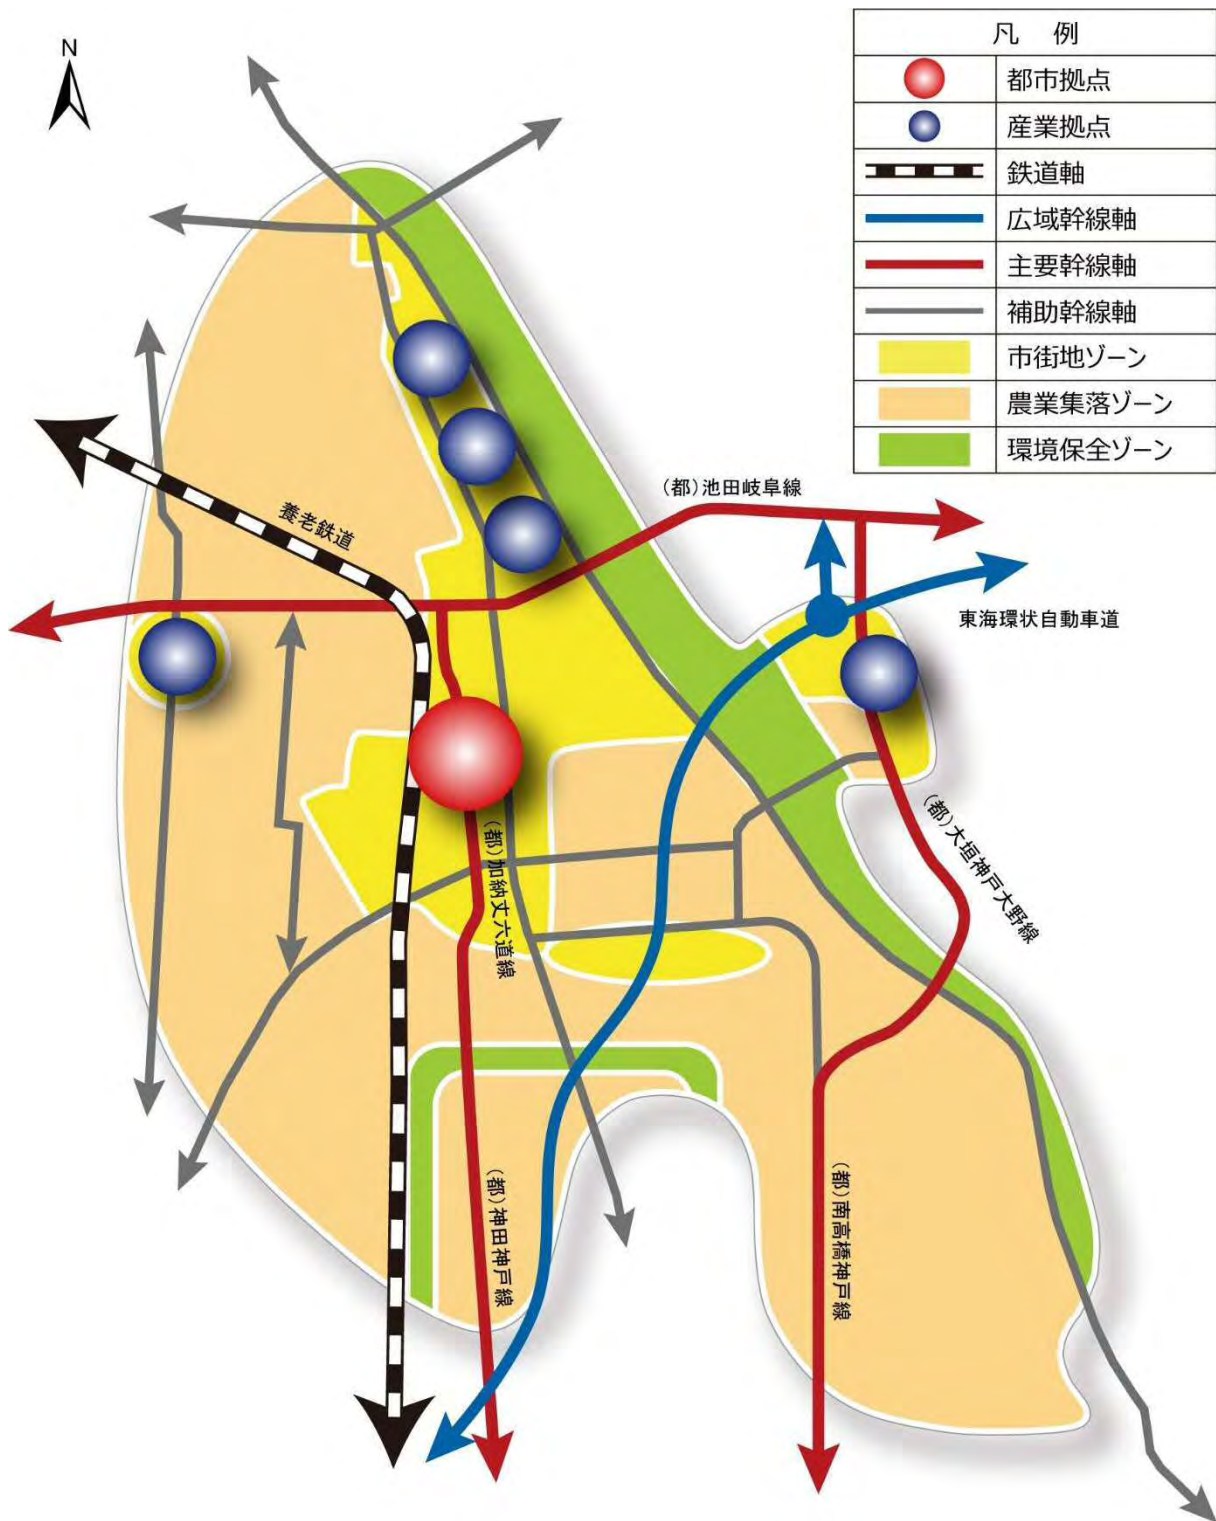 N
凡 例
都市拠点
産業拠点
鉄道軸
広域幹線軸
主要幹線軸
補助幹線軸
市街地ゾーン
農業集落ゾーン
環境保全ゾーン
(都)池田岐阜線
養老鉄道
東海環状自動車道
(都)加納丈六道線
(都)大垣神戸大野線
(都)神田神戸線
(都)南高橋神戸線